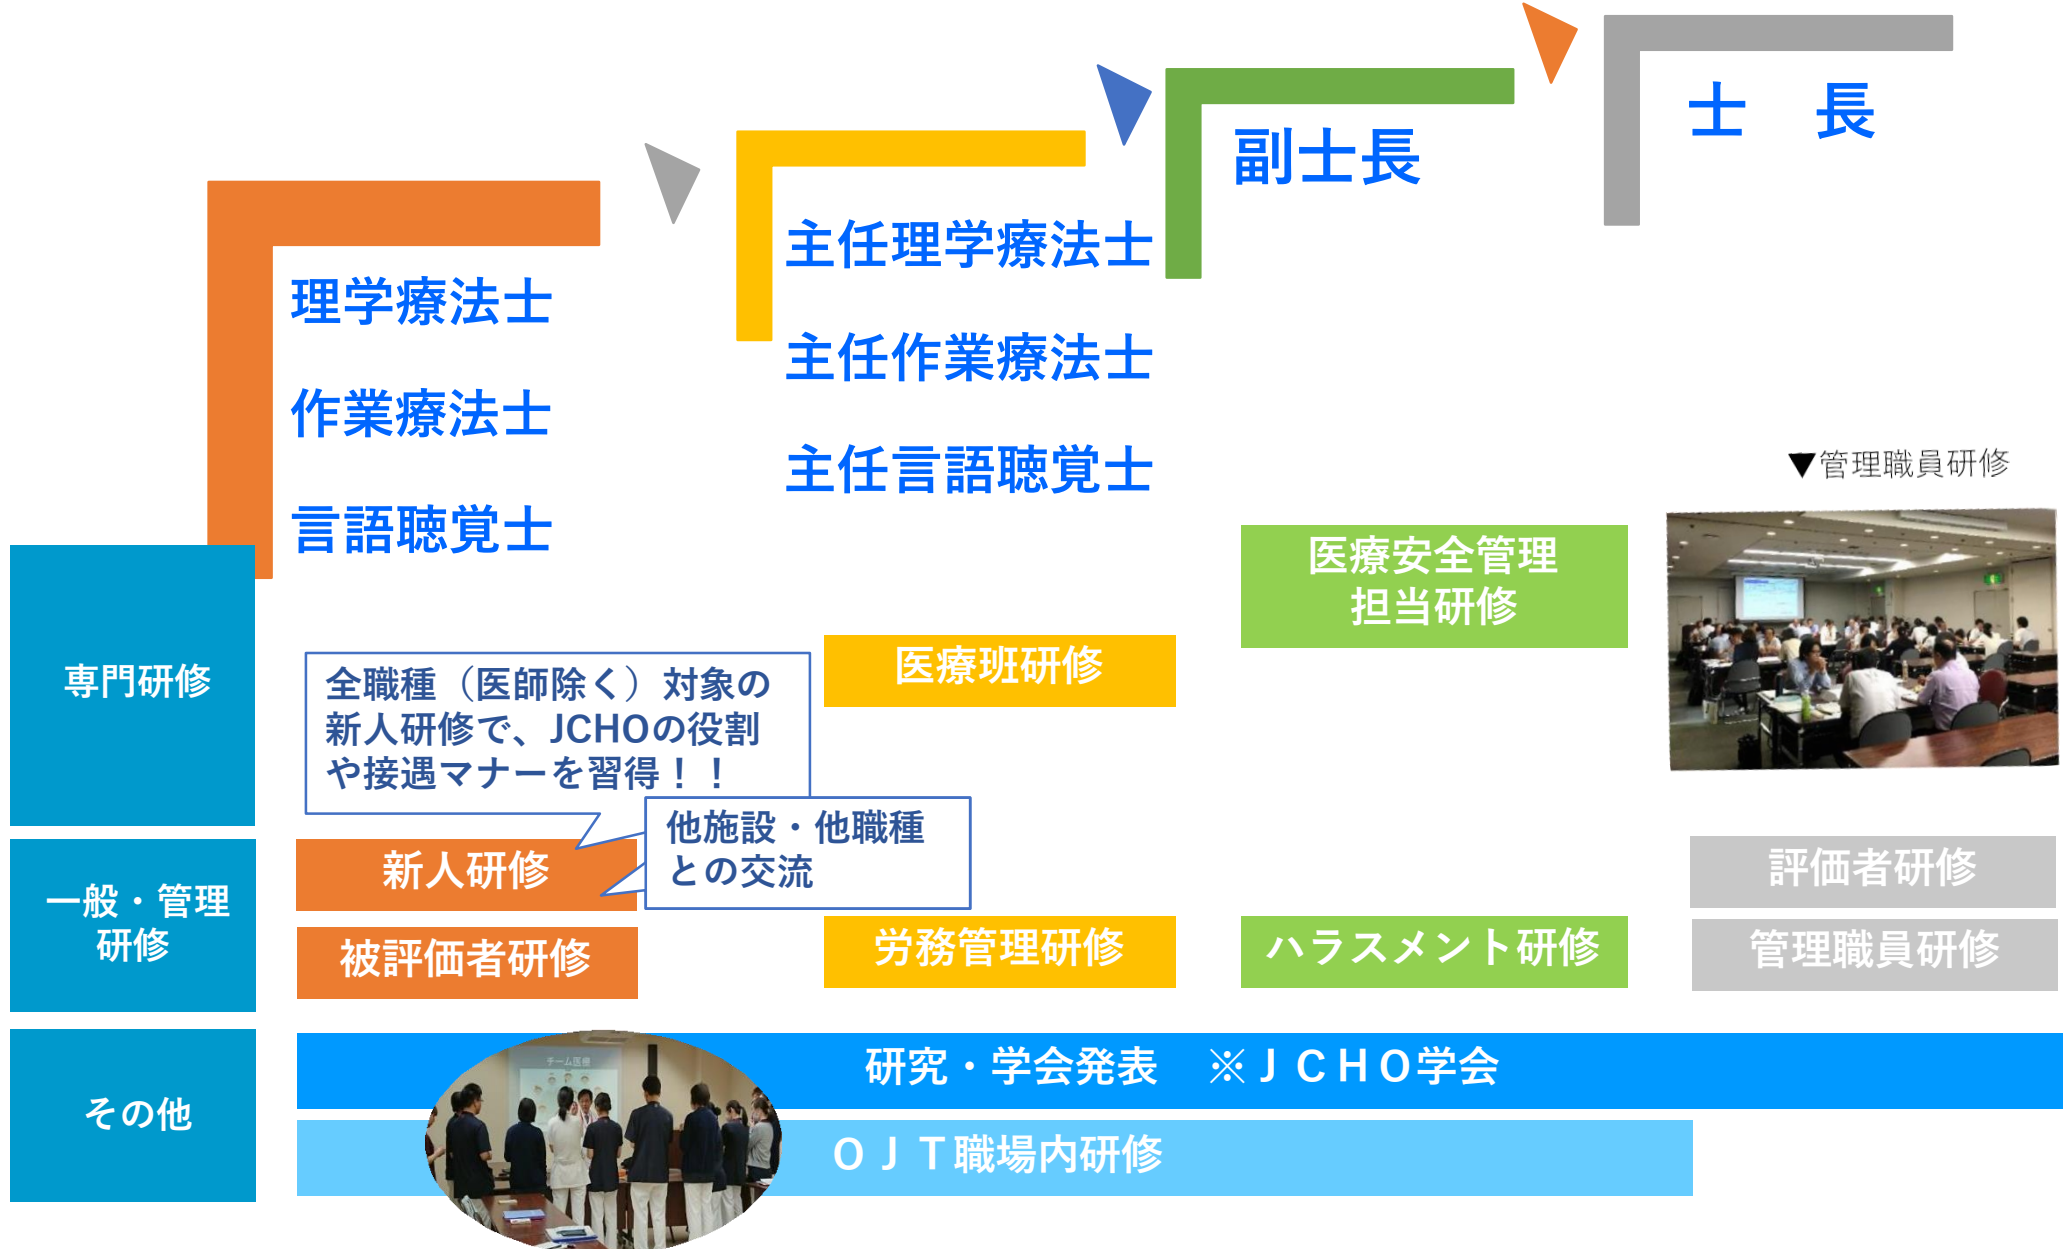 士　長
副士長
主任理学療法士
主任作業療法士
主任言語聴覚士
理学療法士
作業療法士
言語聴覚士
▼管理職員研修
専門研修
医療安全管理
担当研修
医療班研修
全職種（医師除く）対象の
新人研修で、JCHOの役割
や接遇マナーを習得！！
他施設・他職種
との交流
一般・管理
研修
新人研修
評価者研修
被評価者研修
労務管理研修
ハラスメント研修
管理職員研修
その他
研究・学会発表　※ＪＣＨＯ学会
チーム医療
ＯＪＴ職場内研修